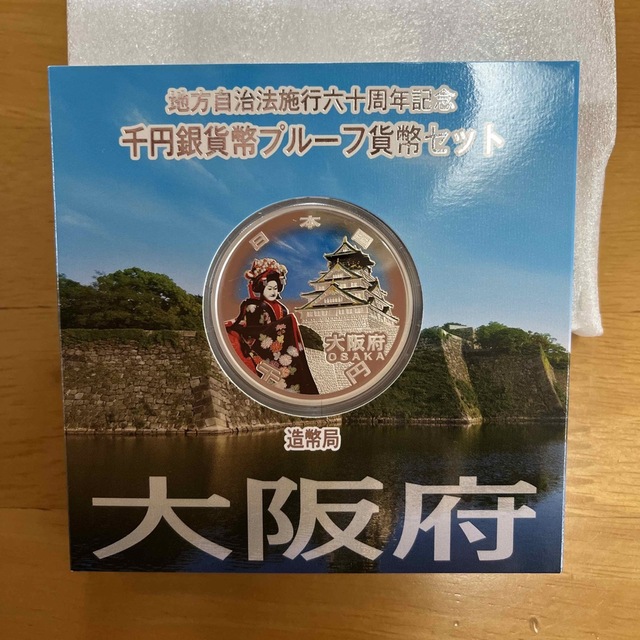 地方自治法施行六十周年記念
千円銀貨幣プルーフ貨幣セット
日本国
大阪府
OSAKA
千円
造幣局
大阪府